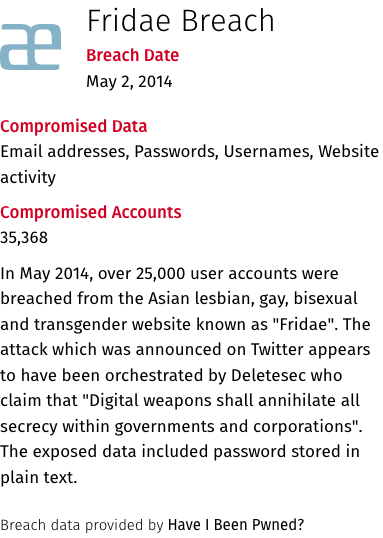 æ
Fridae Breach
Breach Date
May 2, 2014
Compromised Data
Email addresses, Passwords, Usernames, Website
activity
Compromised Accounts
35,368
In May 2014, over 25,000 user accounts were
breached from the Asian lesbian, gay, bisexual
and transgender website known as "Fridae". The
attack which was announced on Twitter appears
to have been orchestrated by Deletesec who
claim that "Digital weapons shall annihilate all
secrecy within governments and corporations".
The exposed data included password stored in
plain text.
Breach data provided by Have I Been Pwned?